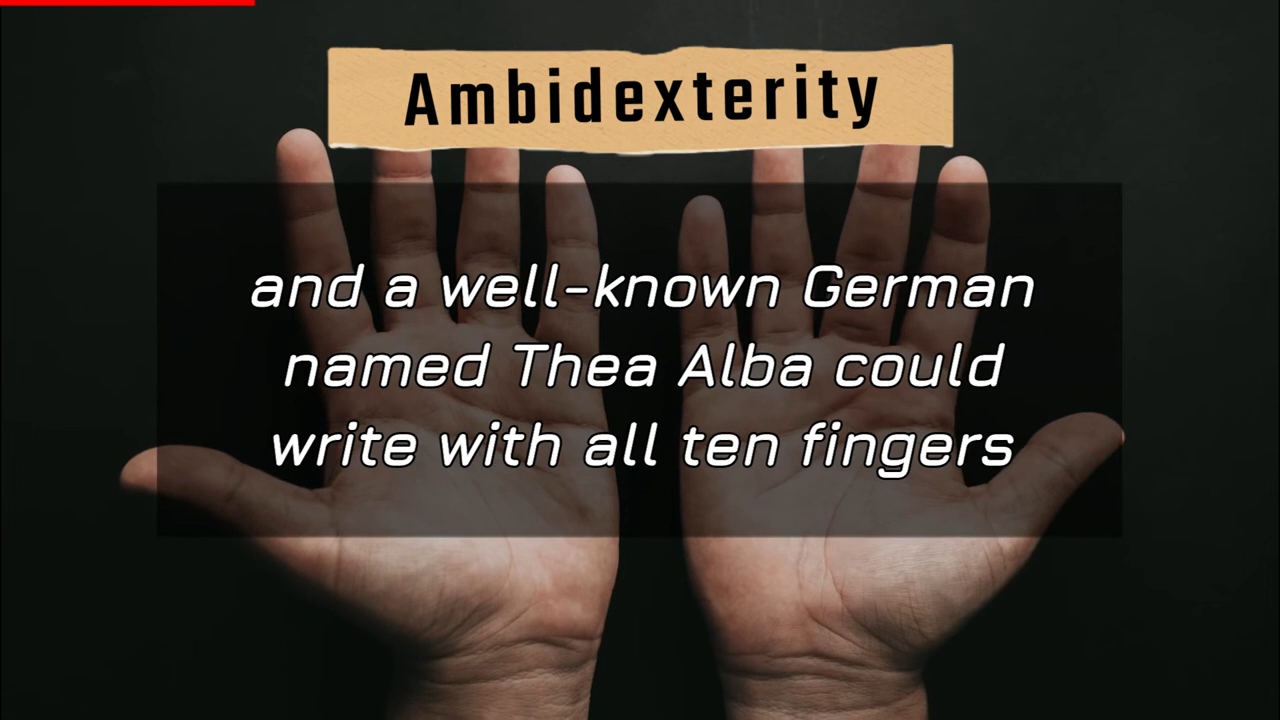 Ambidexterity
and a well-known German
named Thea Alba could
write with all ten fingers